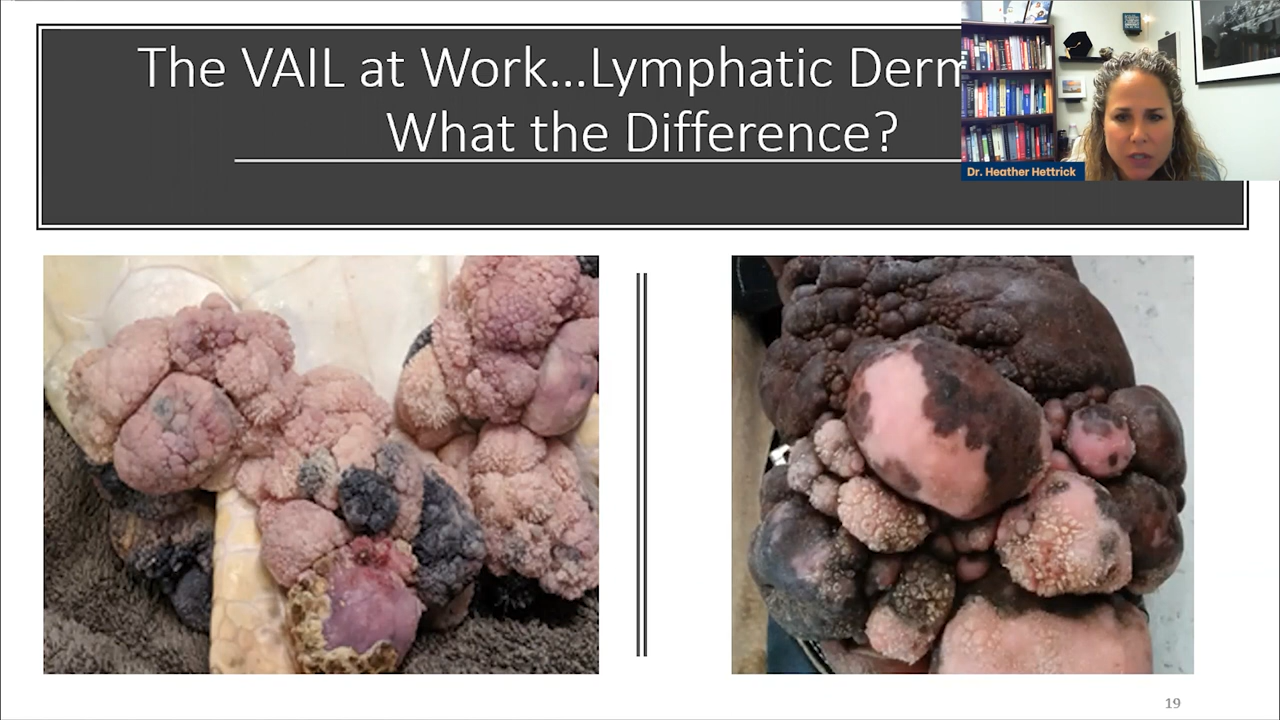 The VAIL at Work...Lymphatic Derm
What the Difference?
Dr. Heather Hettrick
19